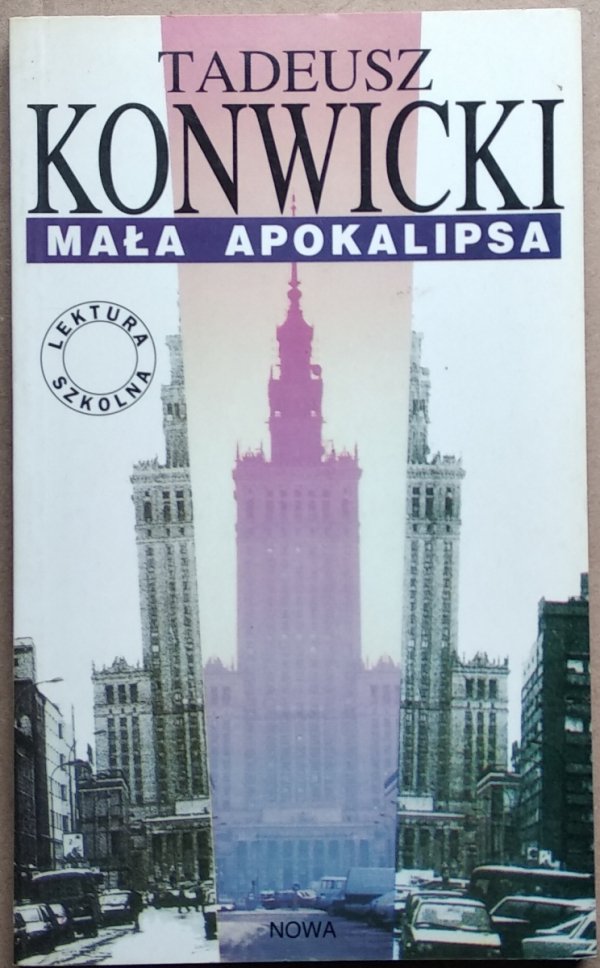 TADEUSZ
KONWICKI
MAŁA APOKALIPSA
LEKTURA
SZKOLNA
NOWA